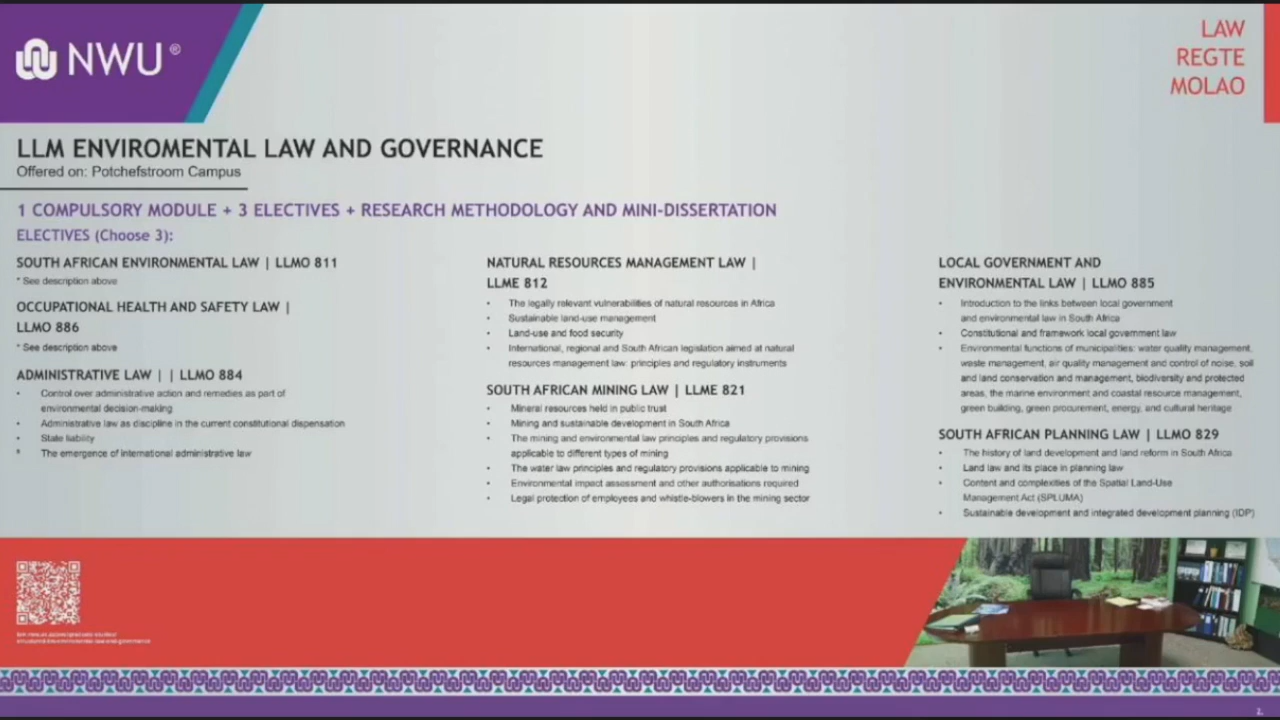 NWU®
LAW
REGTE
MOLAO
LLM ENVIROMENTAL LAW AND GOVERNANCE
Offered on: Potchefstroom Campus
1 COMPULSORY MODULE + 3 ELECTIVES + RESEARCH METHODOLOGY AND MINI-DISSERTATION
ELECTIVES (Choose 3):
SOUTH AFRICAN ENVIRONMENTAL LAW | LLMO 811
* See description above
OCCUPATIONAL HEALTH AND SAFETY LAW |
LLMO 886
* See description above
ADMINISTRATIVE LAW | | LLMO 884
• Control over administrative action and remedies as part of
environmental decision-making
• Administrative law as discipline in the current constitutional dispensation
• State liability
• The emergence of international administrative law
NATURAL RESOURCES MANAGEMENT LAW |
LLME 812
• The legally relevant vulnerabilities of natural resources in Africa
• Sustainable land-use management
• Land-use and food security
• International, regional and South African legislation aimed at natural
resources management law: principles and regulatory instruments
SOUTH AFRICAN MINING LAW | LLME 821
• Mineral resources held in public trust
• Mining and sustainable development in South Africa
• The mining and environmental law principles and regulatory provisions
applicable to different types of mining
• The water law principles and regulatory provisions applicable to mining
• Environmental impact assessment and other authorisations required
• Legal protection of employees and whistle-blowers in the mining sector
LOCAL GOVERNMENT AND
ENVIRONMENTAL LAW | LLMO 885
• Introduction to the links between local government
and environmental law in South Africa
• Constitutional and framework local government law
• Environmental functions of municipalities: water quality management,
waste management, air quality management and control of noise, soil
and land conservation and management, biodiversity and protected
areas, the marine environment and coastal resource management,
green building, green procurement, energy, and cultural heritage
SOUTH AFRICAN PLANNING LAW | LLMO 829
• The history of land development and land reform in South Africa
• Land law and its place in planning law
• Content and complexities of the Spatial Land-Use
Management Act (SPLUMA)
• Sustainable development and integrated development planning (IDP)
2.